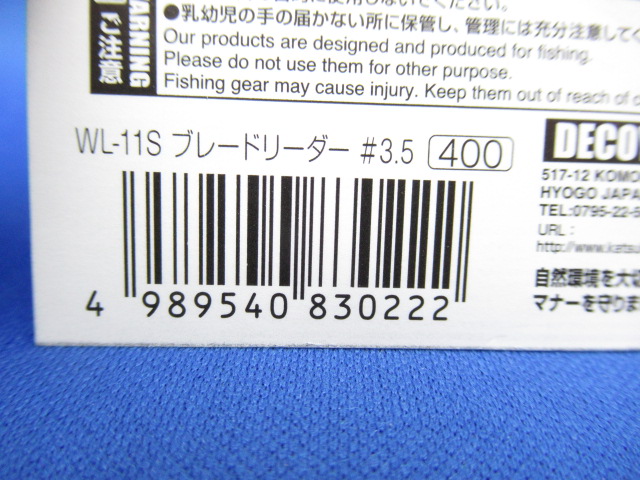 ご注意
WARNING
●乳幼児の手の届かない所に保管し、管理には充分注意してく
Our products are designed and produced for fishing.
Please do not use them for other purpose.
Fishing gear may cause injury. Keep them out of reach of c
WL-11S ブレードリーダー #3.5 400
4 989540 830222
DECO
517-12 KOMO
HYOGO JAPA
TEL:0795-22-5
URL:
http://www.katsu
自然環境を大切
マナーを守りま